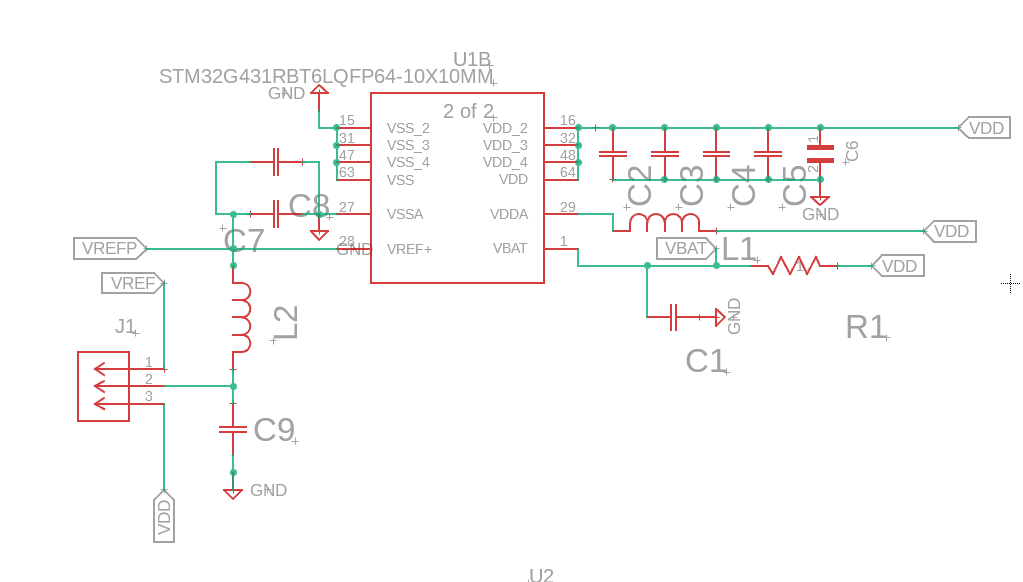 U1B
STM32G431RBT6LQFP64-10X10MM
GND
2 of 2
15 VSS_2 VDD_2 16 VDD
31 VSS_3 VDD_3 32
47 VSS_4 VDD_4 48
63 VSS VDD 64
1 C6
2
C2 C3 C4 C5
GND
C8
27 VSSA VDDA 29
C7
VDD
VREFP
28 GND VREF+ VBAT 1
VBAT L1
1 VDD
VREF
L2
GND
J1
R1
C1
1
2
3
C9
GND
VDD
U2